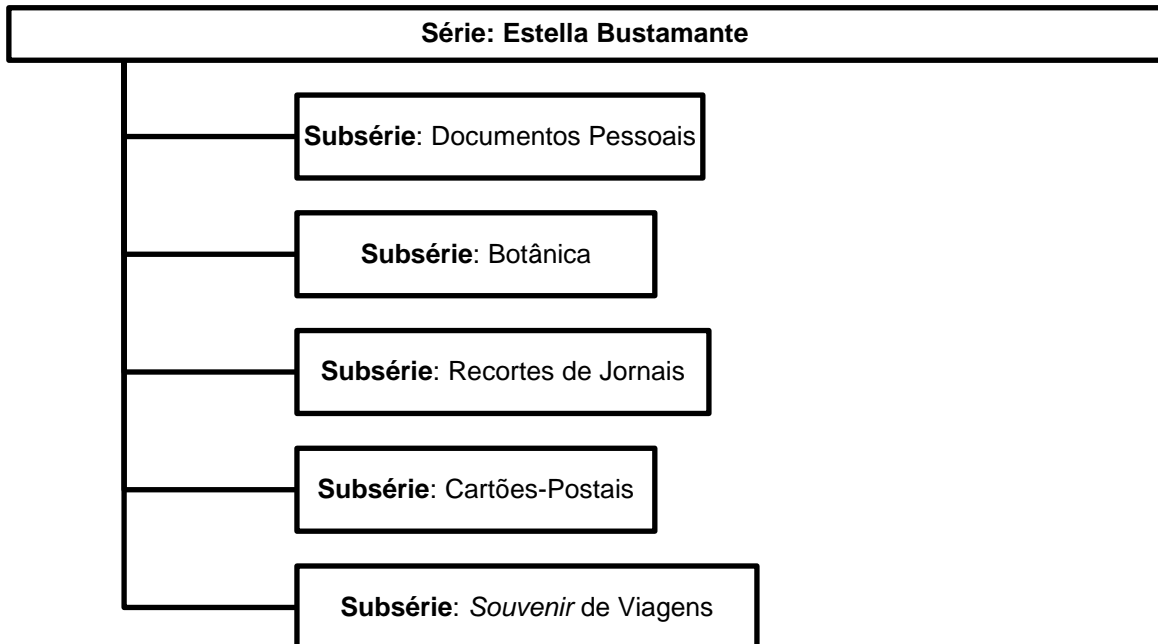 Série: Estella Bustamante
Subsérie: Documentos Pessoais
Subsérie: Botânica
Subsérie: Recortes de Jornais
Subsérie: Cartões-Postais
Subsérie: Souvenir de Viagens